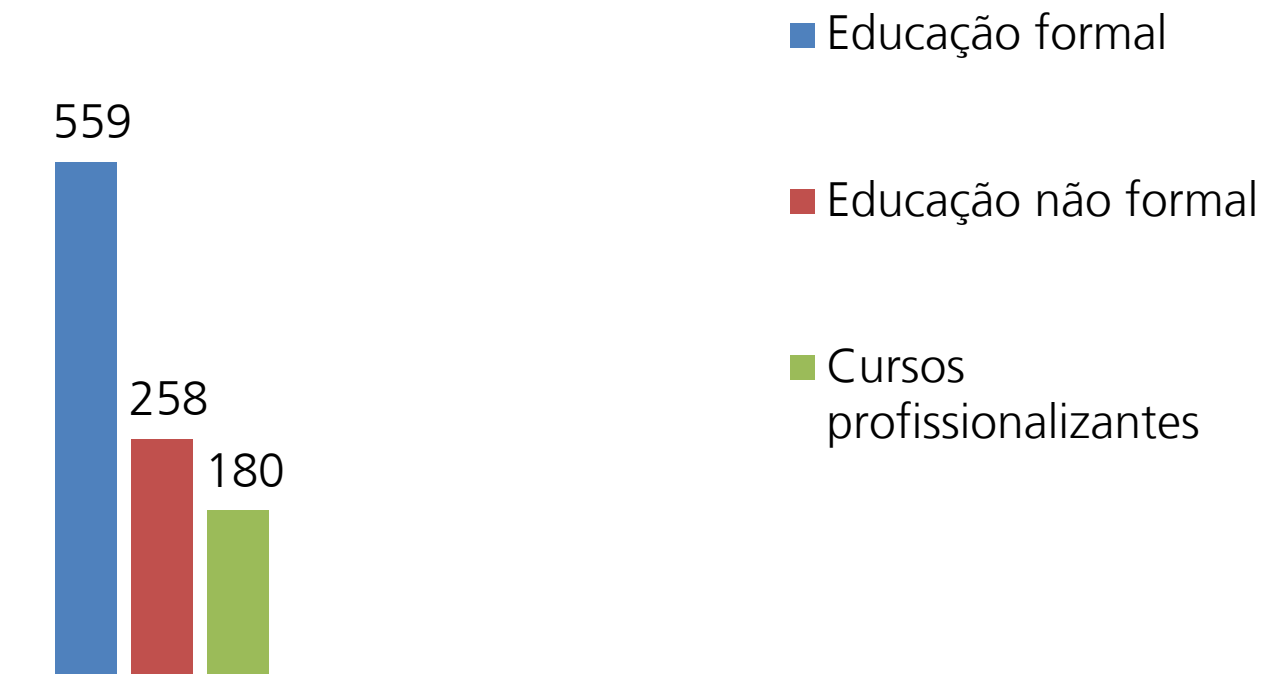 559
258
180
Educação formal
Educação não formal
Cursos
profissionalizantes